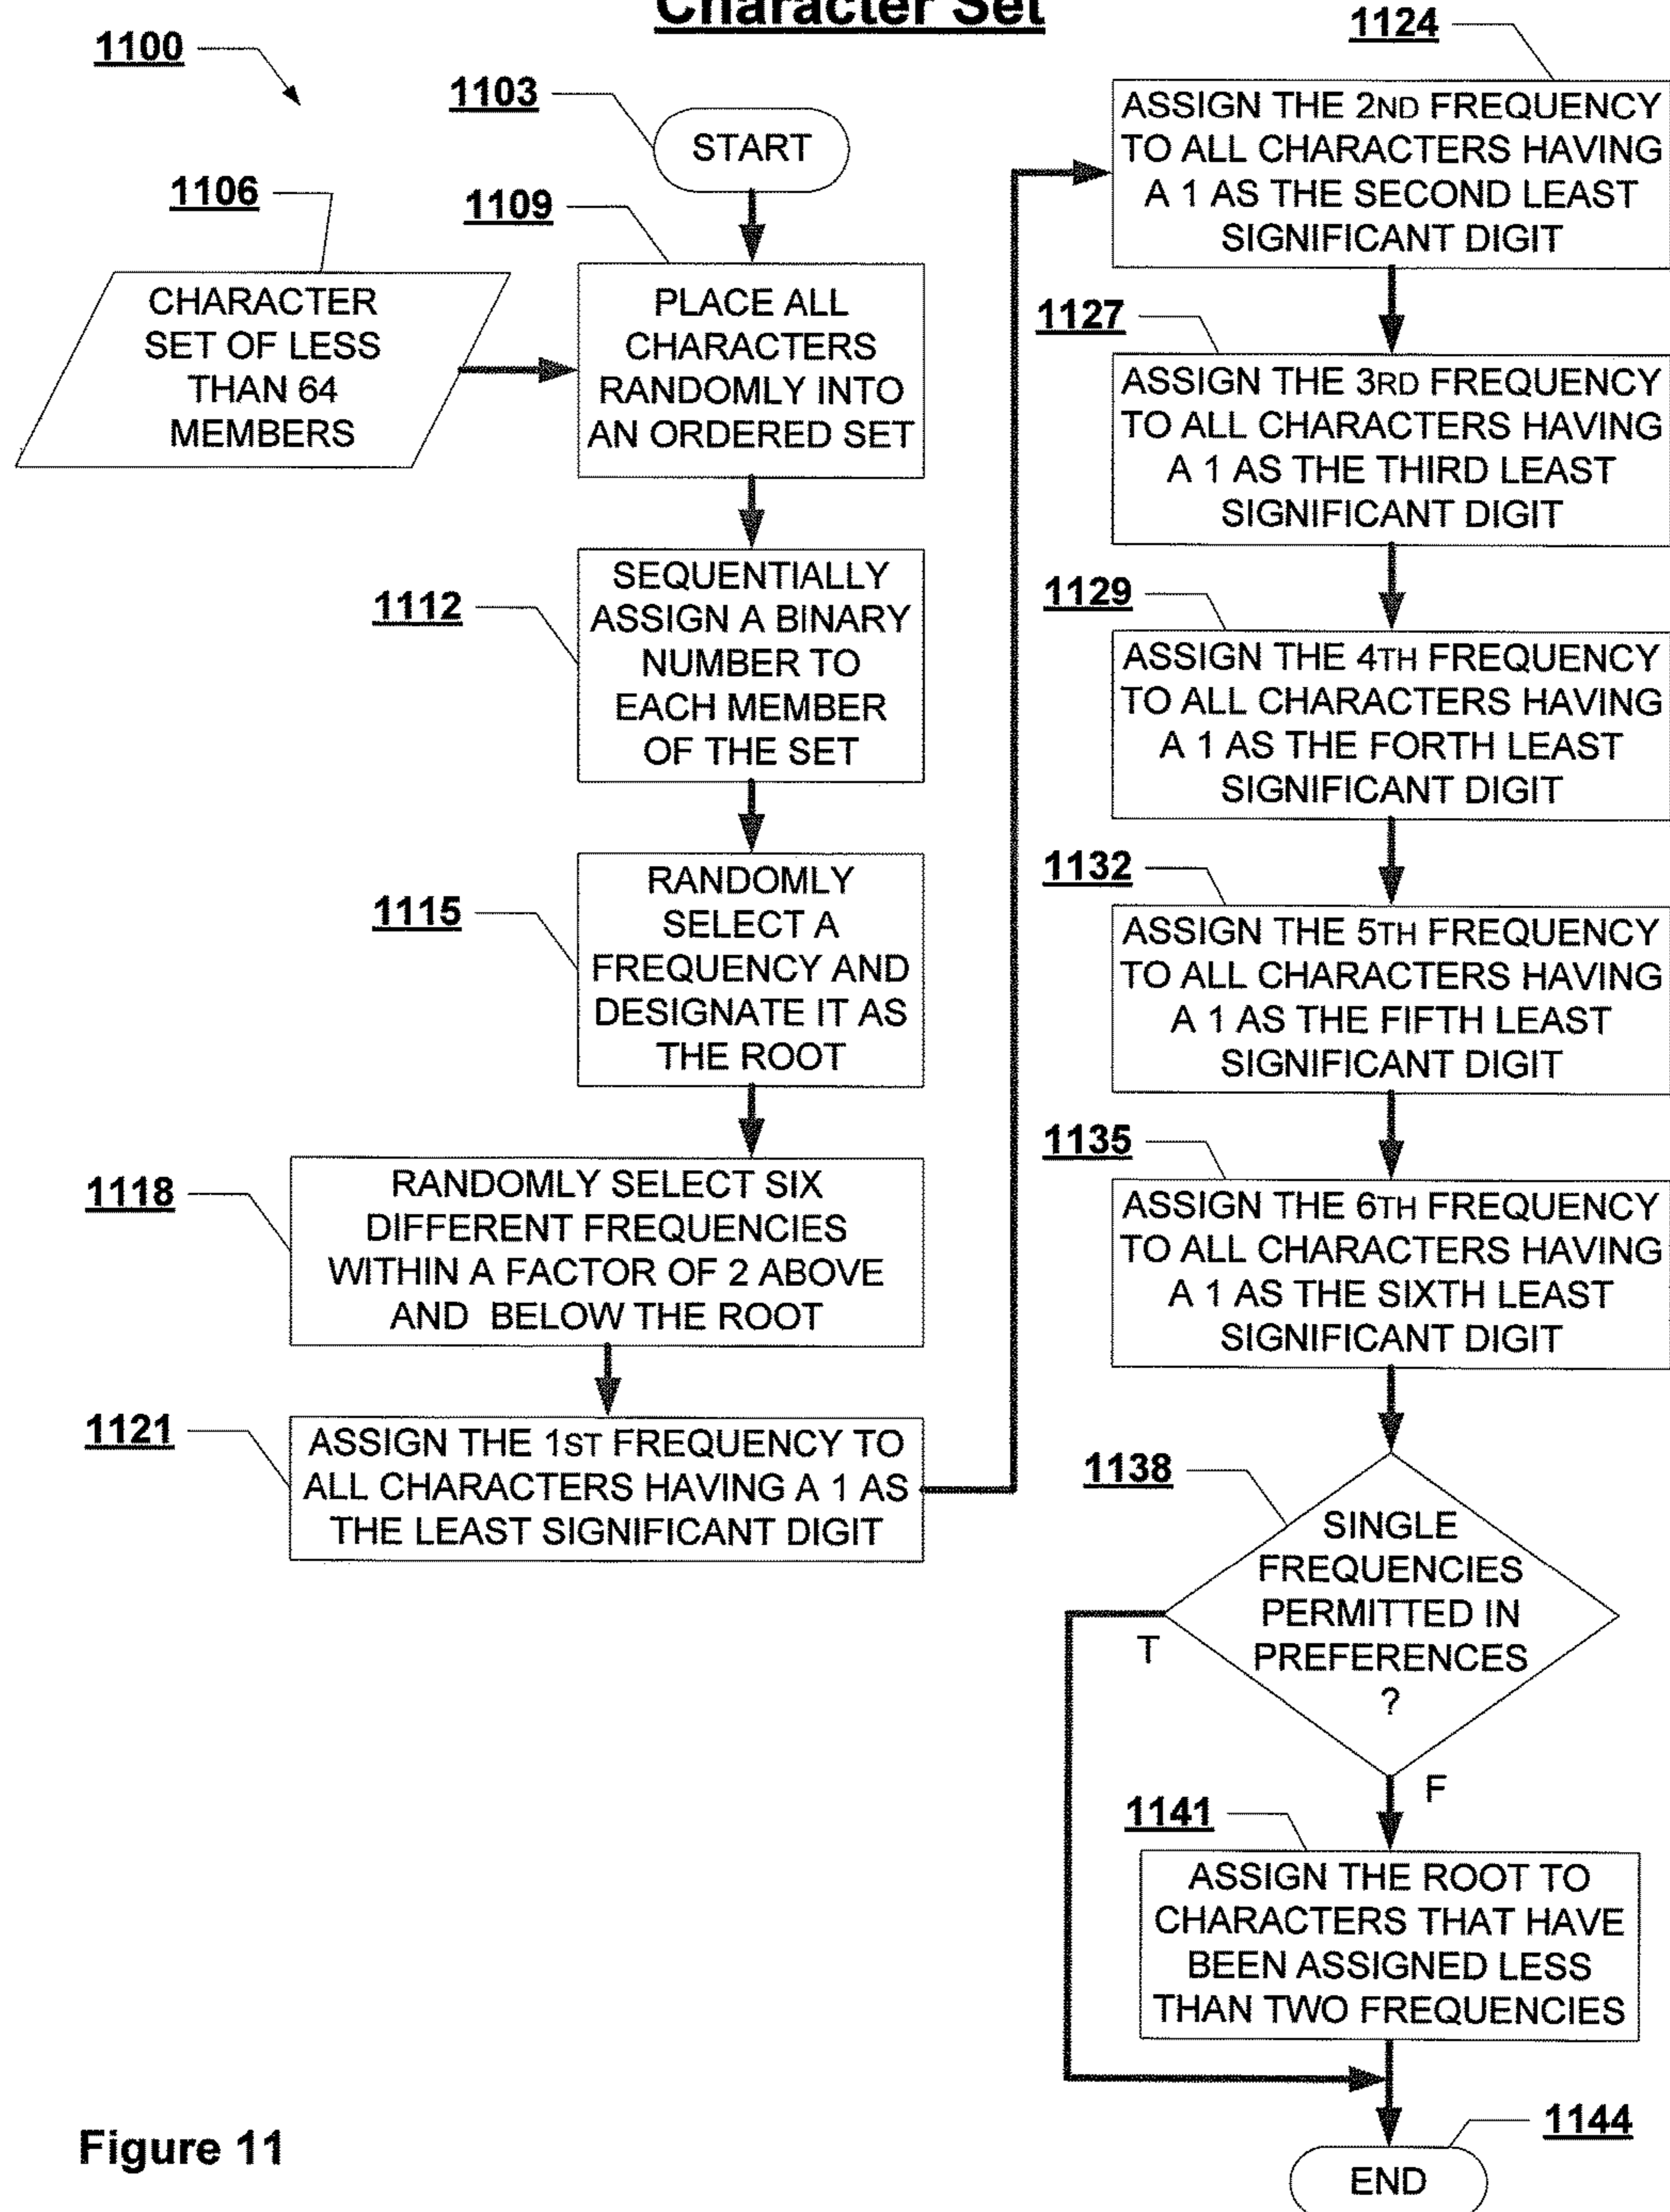 Character Set
1100
1103
START
1106
CHARACTER
SET OF LESS
THAN 64
MEMBERS
1109
PLACE ALL
CHARACTERS
RANDOMLY INTO
AN ORDERED SET
1112
SEQUENTIALLY
ASSIGN A BINARY
NUMBER TO
EACH MEMBER
OF THE SET
1115
RANDOMLY
SELECT A
FREQUENCY AND
DESIGNATE IT AS
THE ROOT
1118
RANDOMLY SELECT SIX
DIFFERENT FREQUENCIES
WITHIN A FACTOR OF 2 ABOVE
AND BELOW THE ROOT
1121
ASSIGN THE 1ST FREQUENCY TO
ALL CHARACTERS HAVING A 1 AS
THE LEAST SIGNIFICANT DIGIT
1124
ASSIGN THE 2ND FREQUENCY
TO ALL CHARACTERS HAVING
A 1 AS THE SECOND LEAST
SIGNIFICANT DIGIT
1127
ASSIGN THE 3RD FREQUENCY
TO ALL CHARACTERS HAVING
A 1 AS THE THIRD LEAST
SIGNIFICANT DIGIT
1129
ASSIGN THE 4TH FREQUENCY
TO ALL CHARACTERS HAVING
A 1 AS THE FORTH LEAST
SIGNIFICANT DIGIT
1132
ASSIGN THE 5TH FREQUENCY
TO ALL CHARACTERS HAVING
A 1 AS THE FIFTH LEAST
SIGNIFICANT DIGIT
1135
ASSIGN THE 6TH FREQUENCY
TO ALL CHARACTERS HAVING
A 1 AS THE SIXTH LEAST
SIGNIFICANT DIGIT
1138
SINGLE
FREQUENCIES
PERMITTED IN
PREFERENCES
?
T
F
1141
ASSIGN THE ROOT TO
CHARACTERS THAT HAVE
BEEN ASSIGNED LESS
THAN TWO FREQUENCIES
1144
END
Figure 11